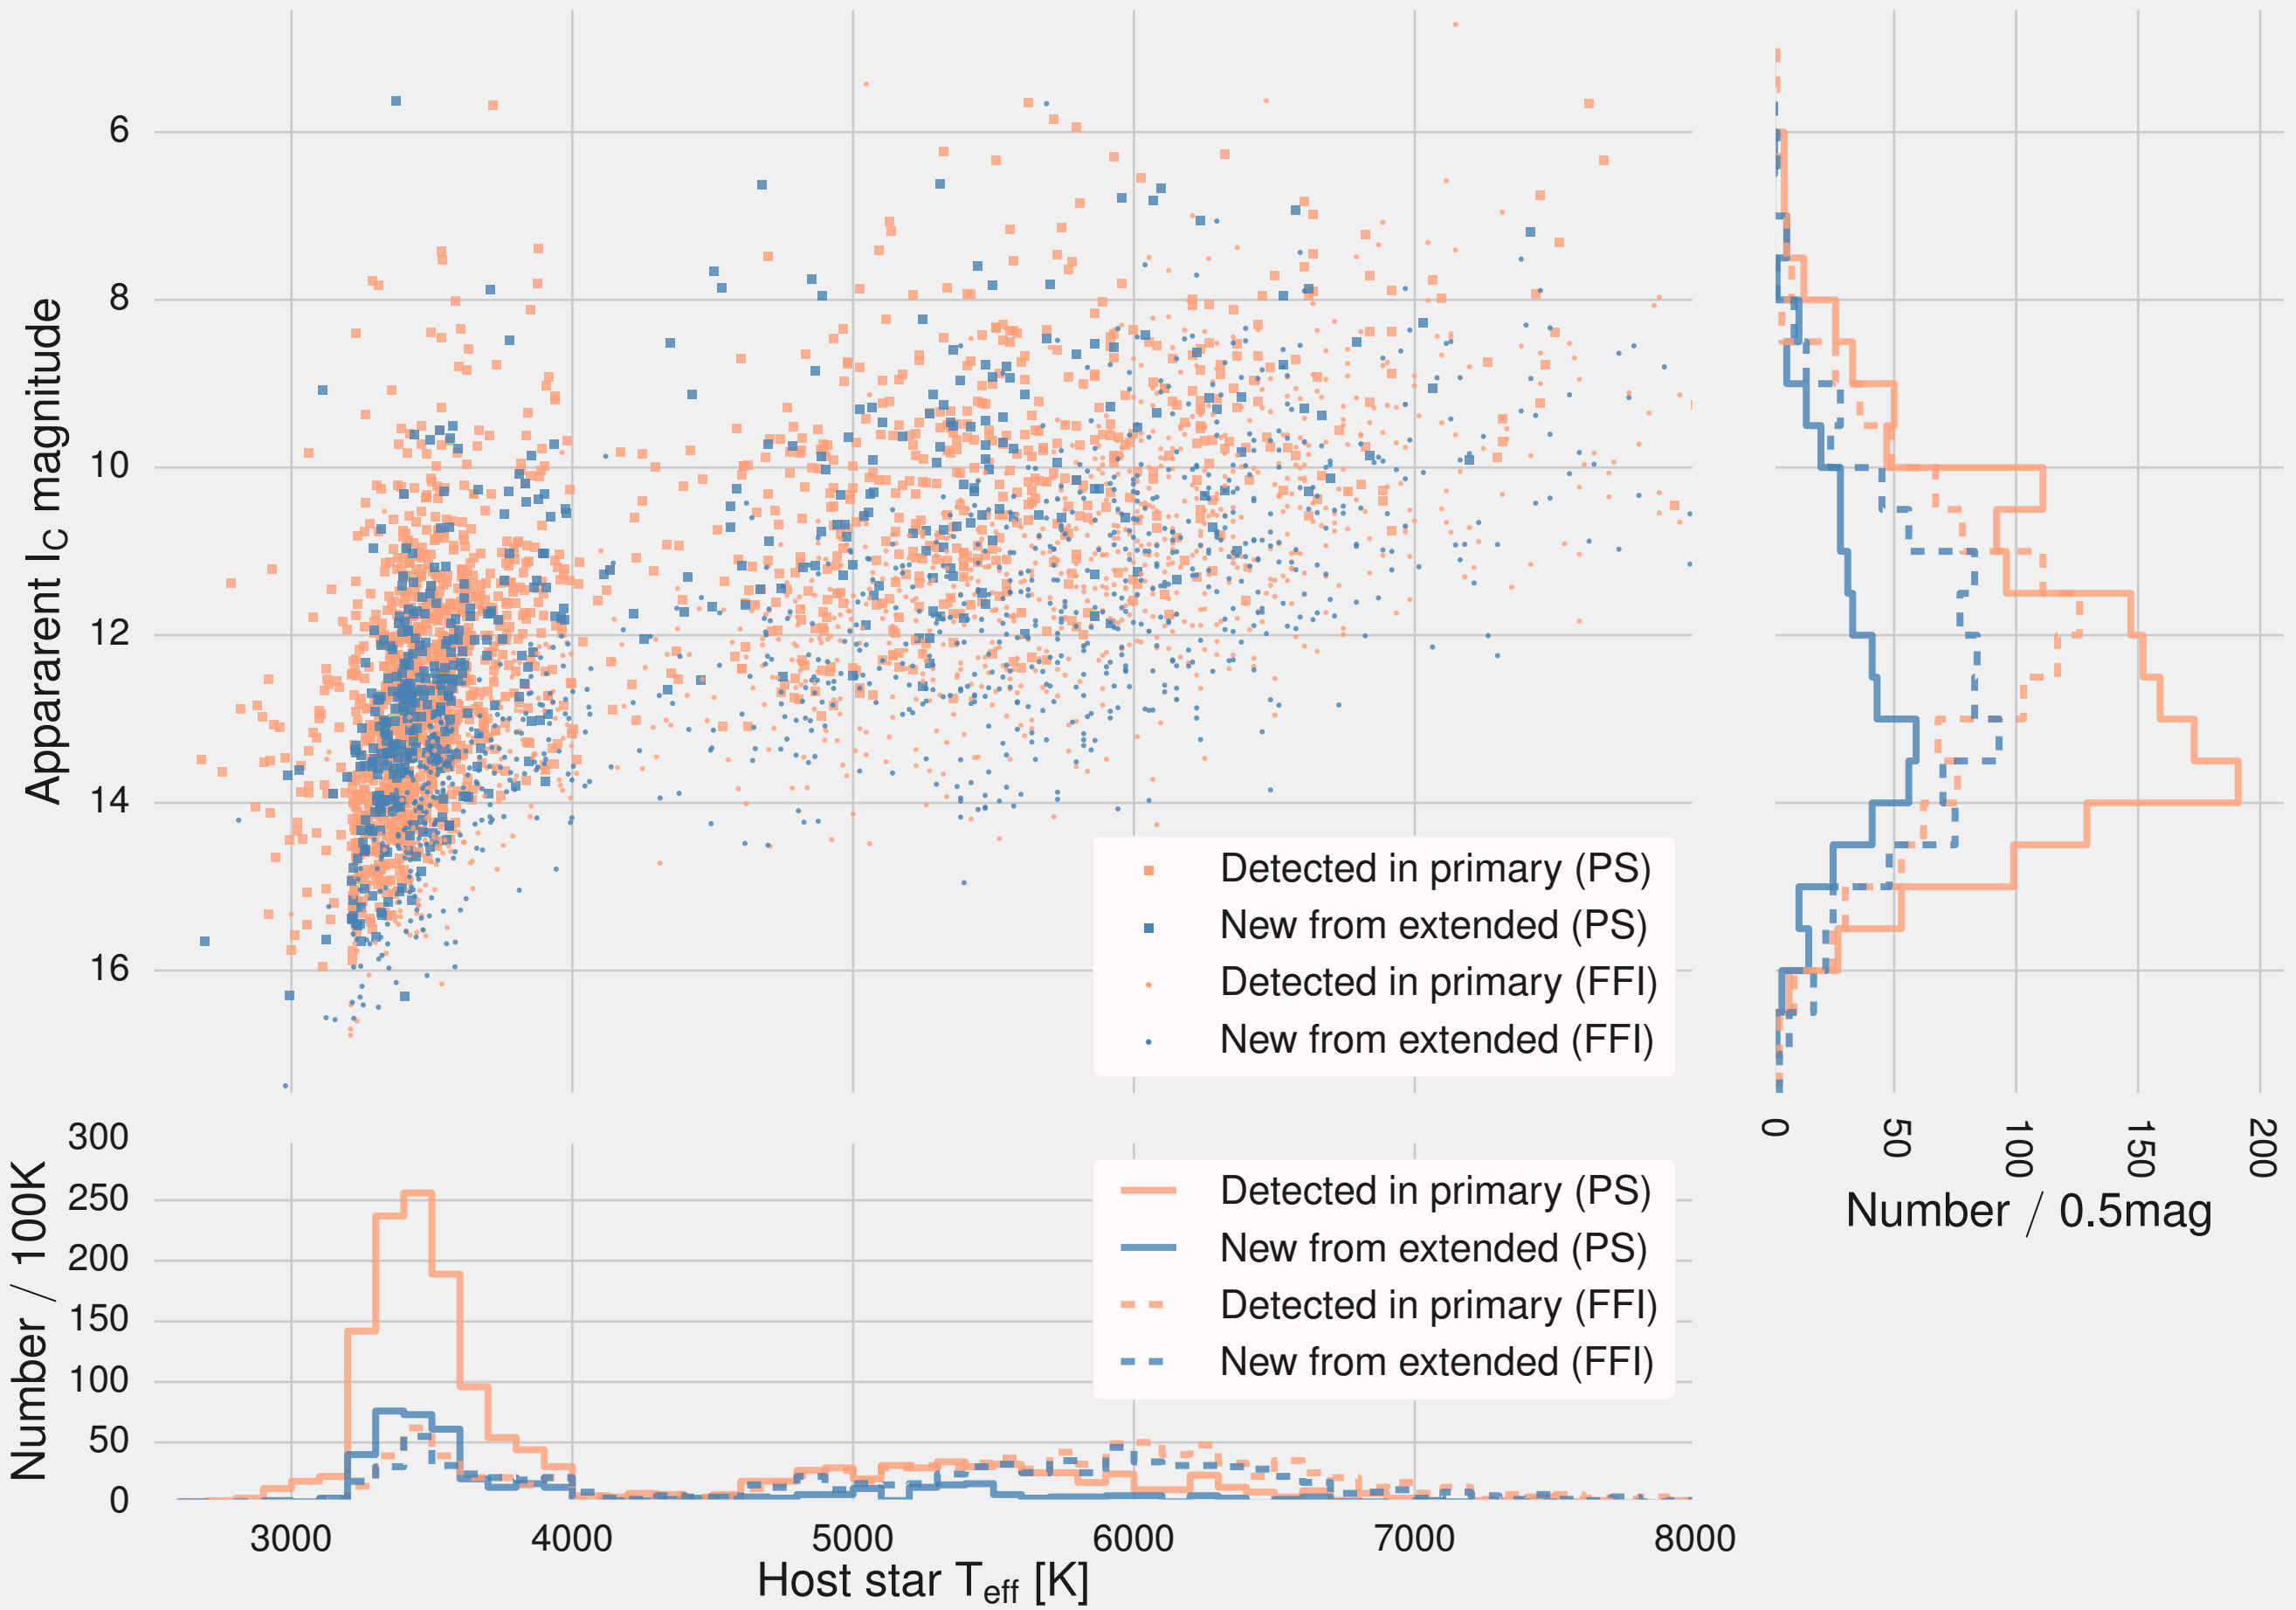 Appararent I_C magnitude
6
8
10
12
14
16
Detected in primary (PS)
New from extended (PS)
Detected in primary (FFI)
New from extended (FFI)
0
50
100
150
200
Number / 0.5mag
Number / 100K
300
250
200
150
100
50
0
Detected in primary (PS)
New from extended (PS)
Detected in primary (FFI)
New from extended (FFI)
3000 4000 5000 6000 7000 8000
Host star T_eff [K]